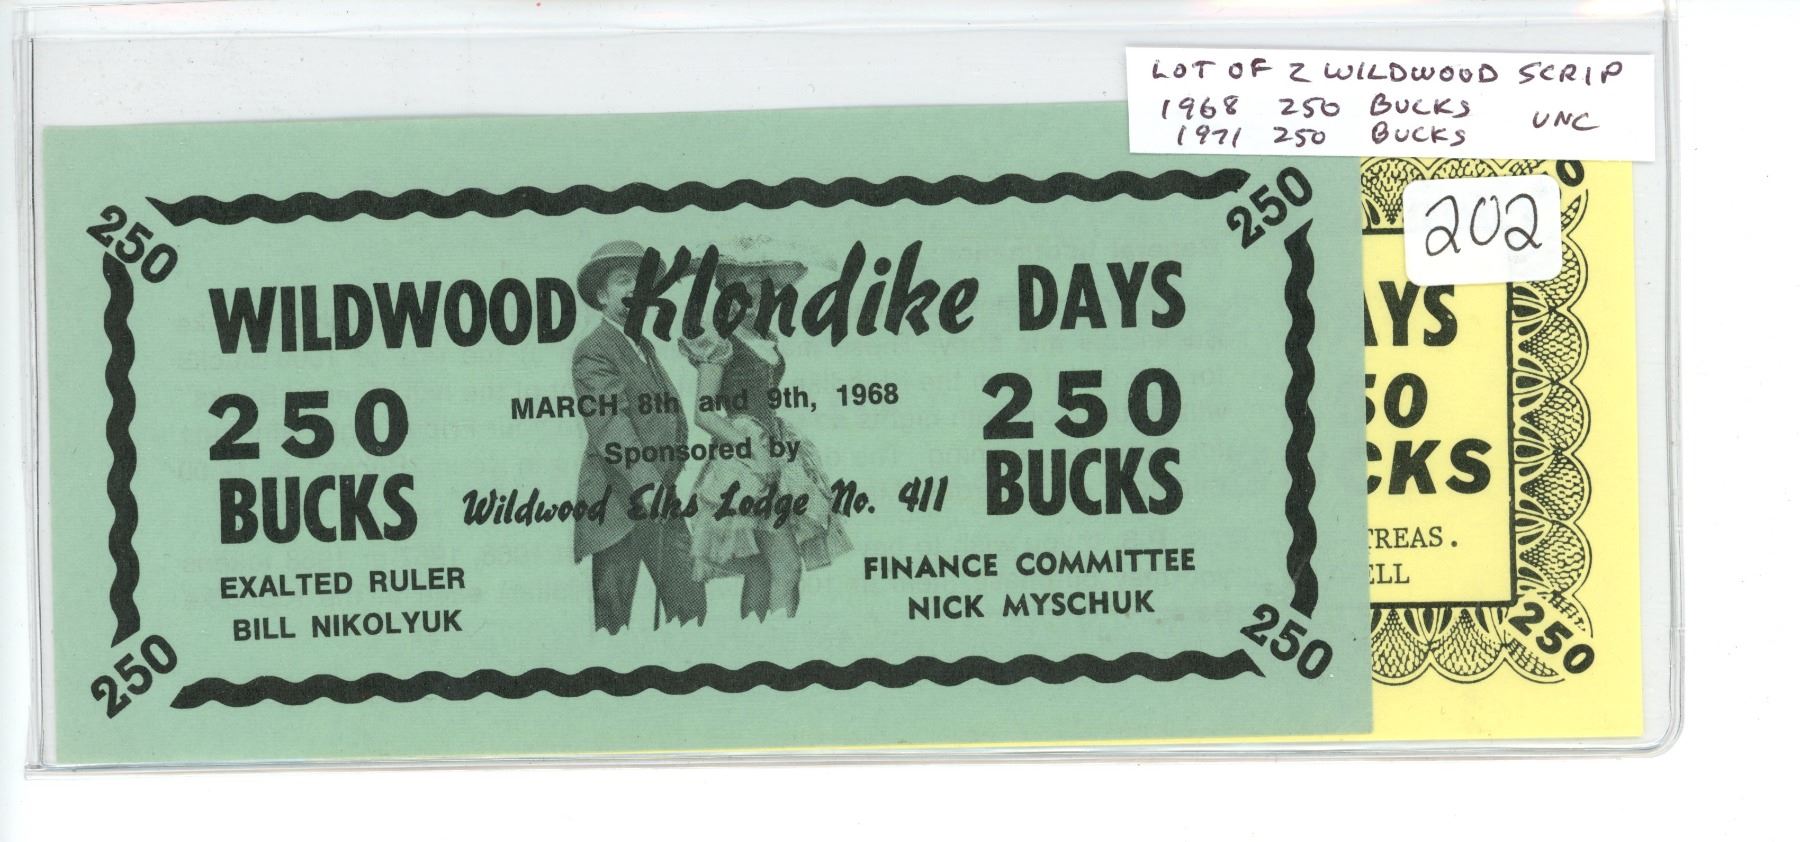 LOT OF 2 WILDWOOD SCRIP
1968 250 BUCKS
1971 250 BUCKS UNC
202
250 250
WILDWOOD Klondike DAYS
250 250
BUCKS BUCKS
MARCH 8th and 9th, 1968
Sponsored by
Wildwood Elks Lodge No. 411
EXALTED RULER
BILL NIKOLYUK
FINANCE COMMITTEE
NICK MYSCHUK
250 250
AYS
50
CKS
TREAS.
ELL
250